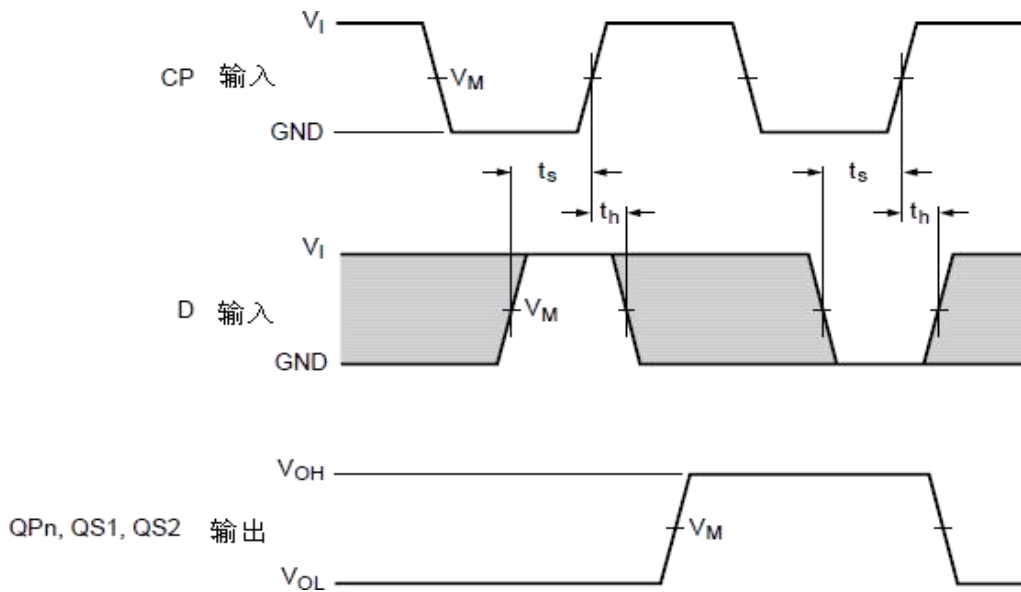 VI
CP 输入
VM
GND
ts
ts
th
th
VI
D 输入
VM
GND
VOH
QPn, QS1, QS2 输出
VM
VOL